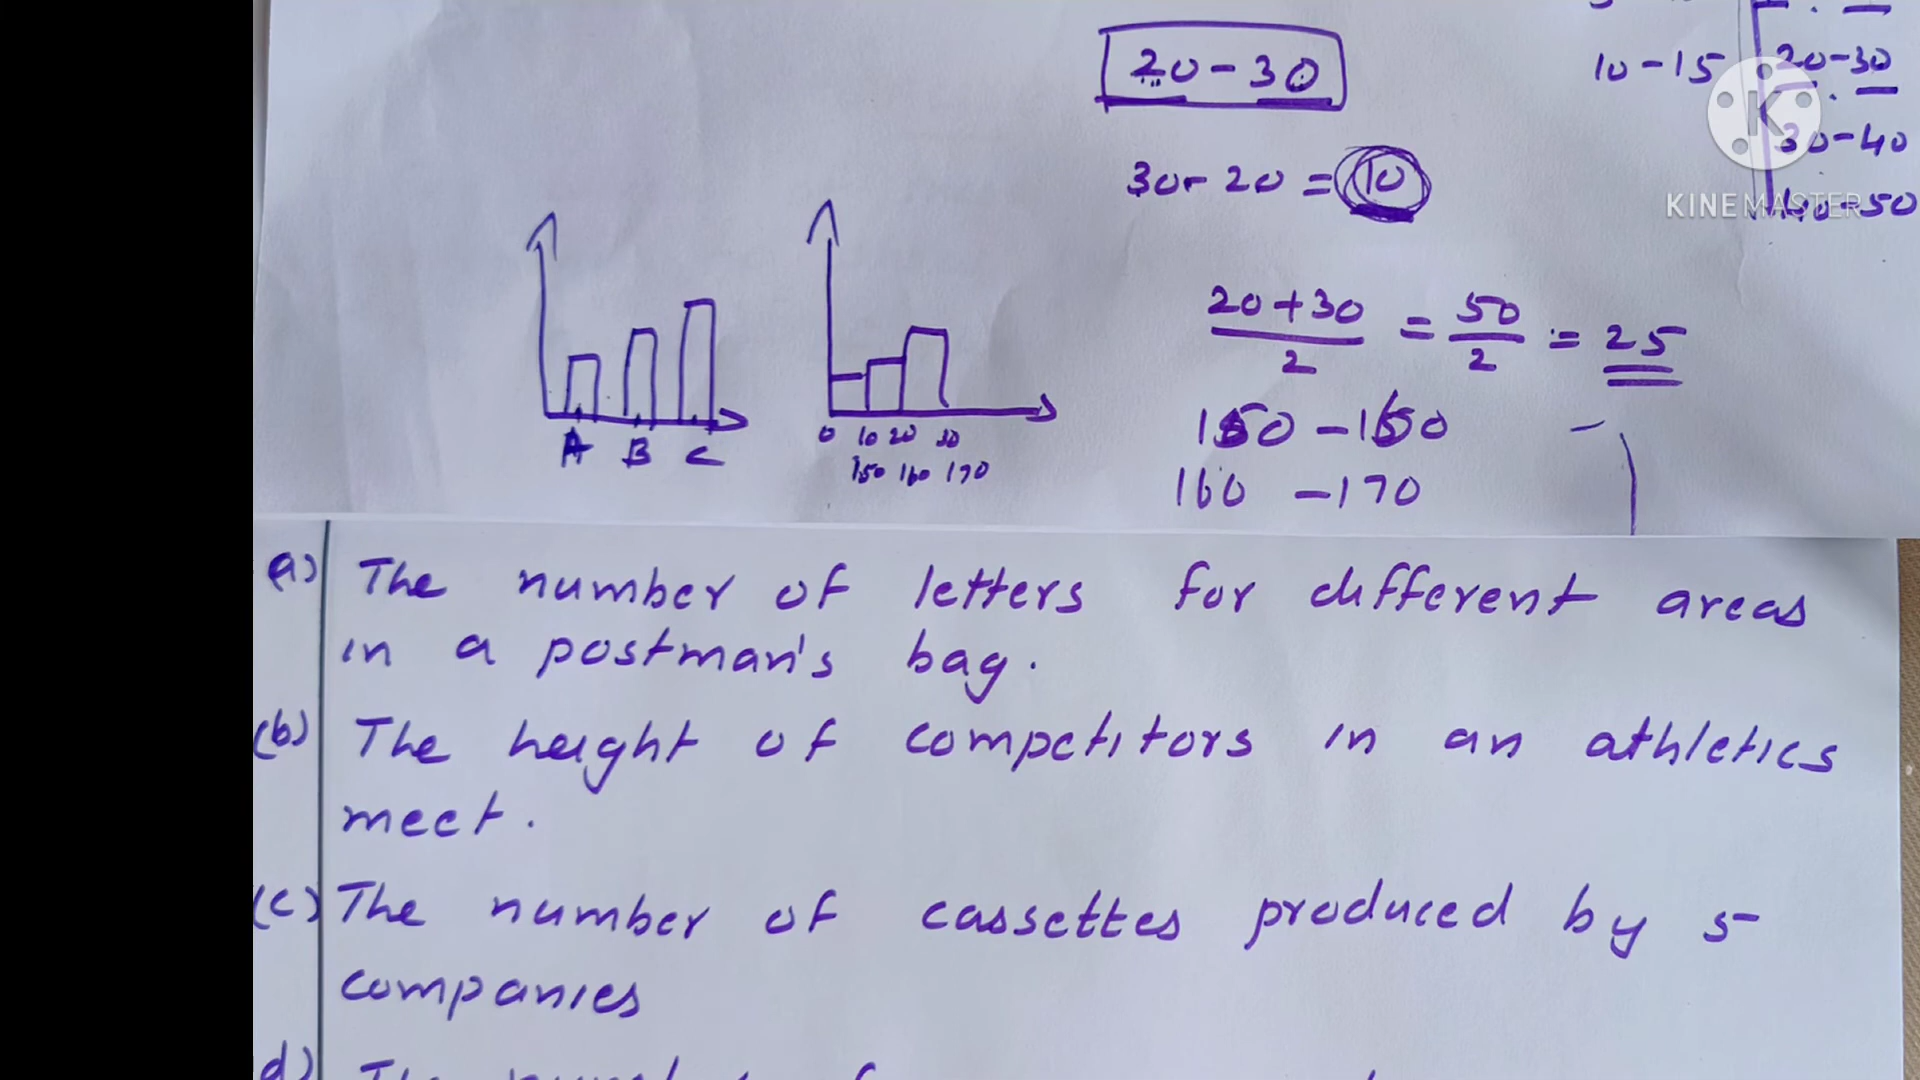 20-30
10-15 20-30
30-40
30-20=10
KINEMASTER
40-50
20+30/2 = 50/2 = 25
A B C
0 10 20 30
150 160 170
150-160
160-170
a) The number of letters for different areas
in a postman's bag.
(b) The height of competitors in an athletics
meet.
(c) The number of cassettes produced by 5
companies
d) The